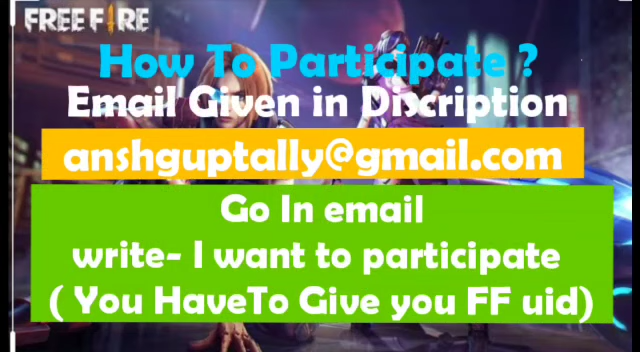 FREE FIRE
How To Participate ?
Email Given in Discription
anshguptally@gmail.com
Go In email
write- I want to participate
( You HaveTo Give you FF uid)